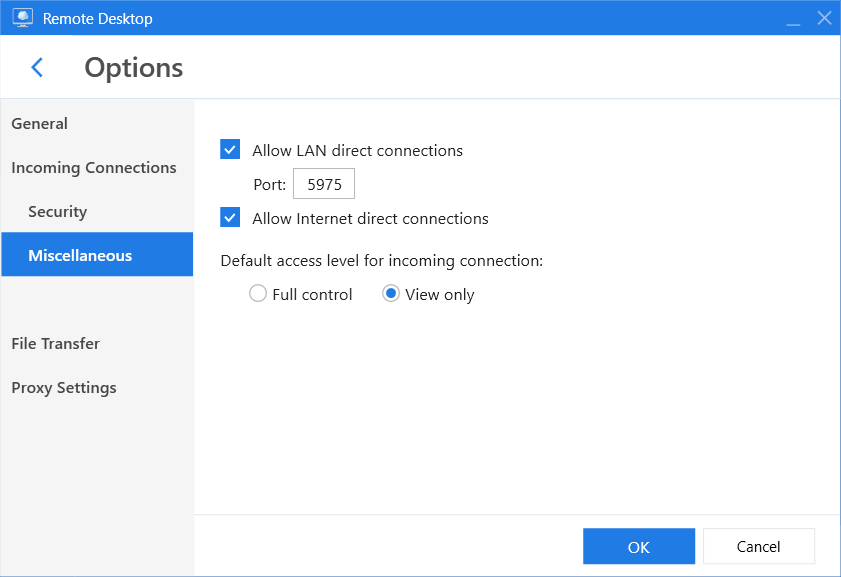 Remote Desktop
Options
General
Incoming Connections
Security
Miscellaneous
File Transfer
Proxy Settings
Allow LAN direct connections
Port: 5975
Allow Internet direct connections
Default access level for incoming connection:
Full control View only
OK Cancel